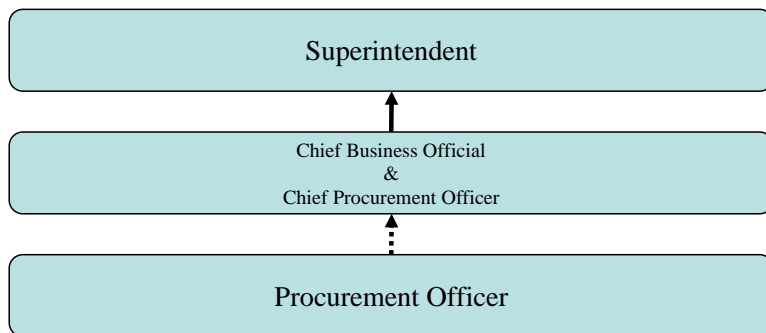 Superintendent
Chief Business Official
&
Chief Procurement Officer
Procurement Officer